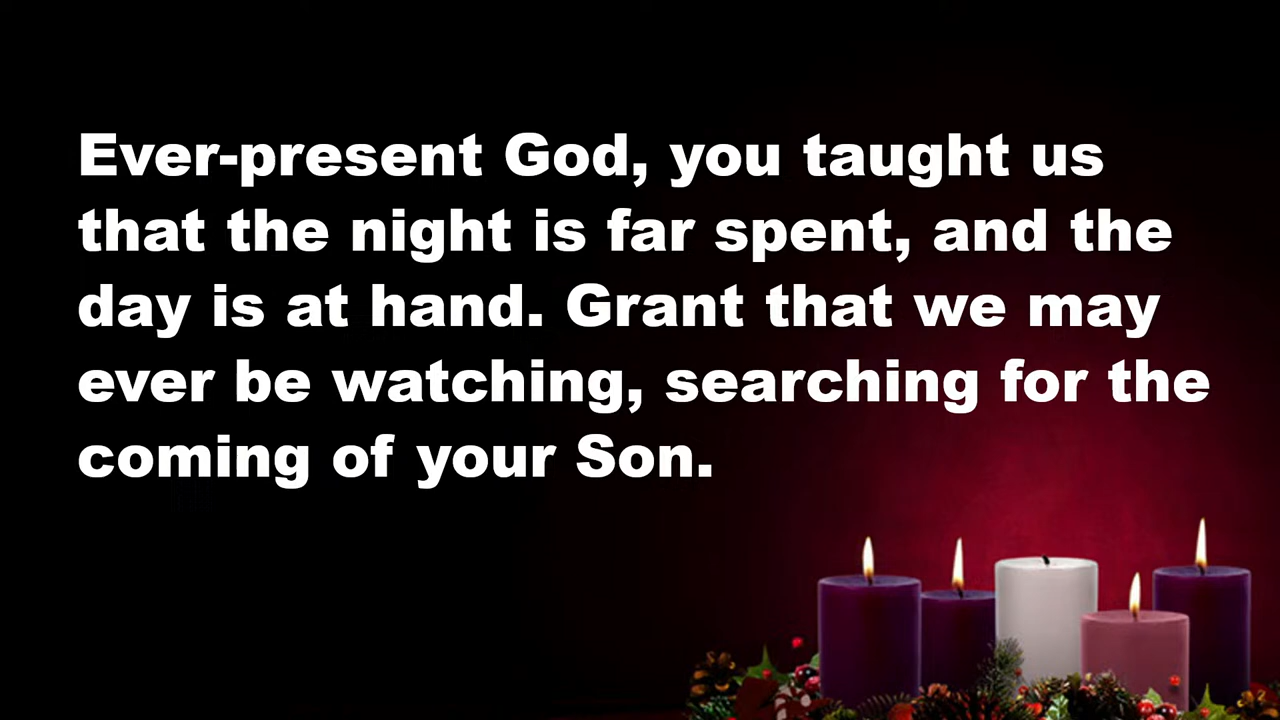 Ever-present God, you taught us
that the night is far spent, and the
day is at hand. Grant that we may
ever be watching, searching for the
coming of your Son.